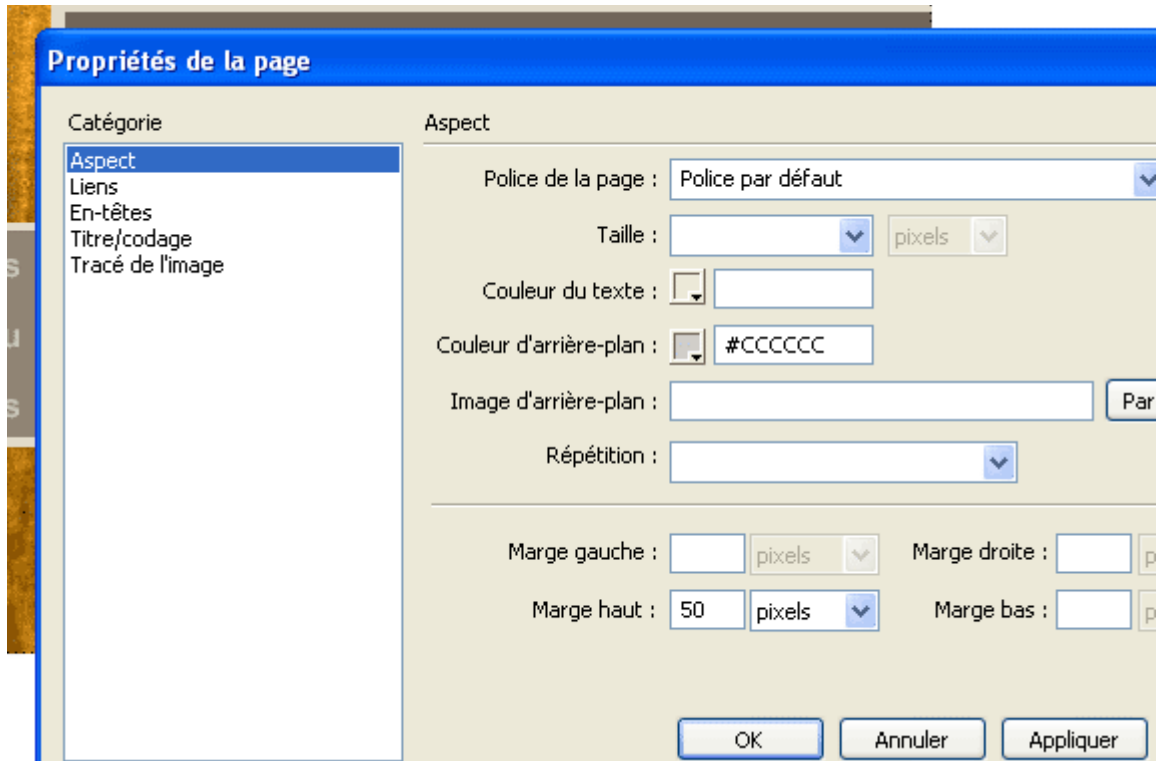 Propriétés de la page
Catégorie
Aspect
Liens
En-têtes
Titre/codage
Tracé de l'image
Aspect
Police de la page : Police par défaut
Taille : pixels
Couleur du texte :
Couleur d'arrière-plan : #CCCCCC
Image d'arrière-plan : Par
Répétition :
Marge gauche : pixels Marge droite : p
Marge haut : 50 pixels Marge bas : p
OK Annuler Appliquer
s
u
s